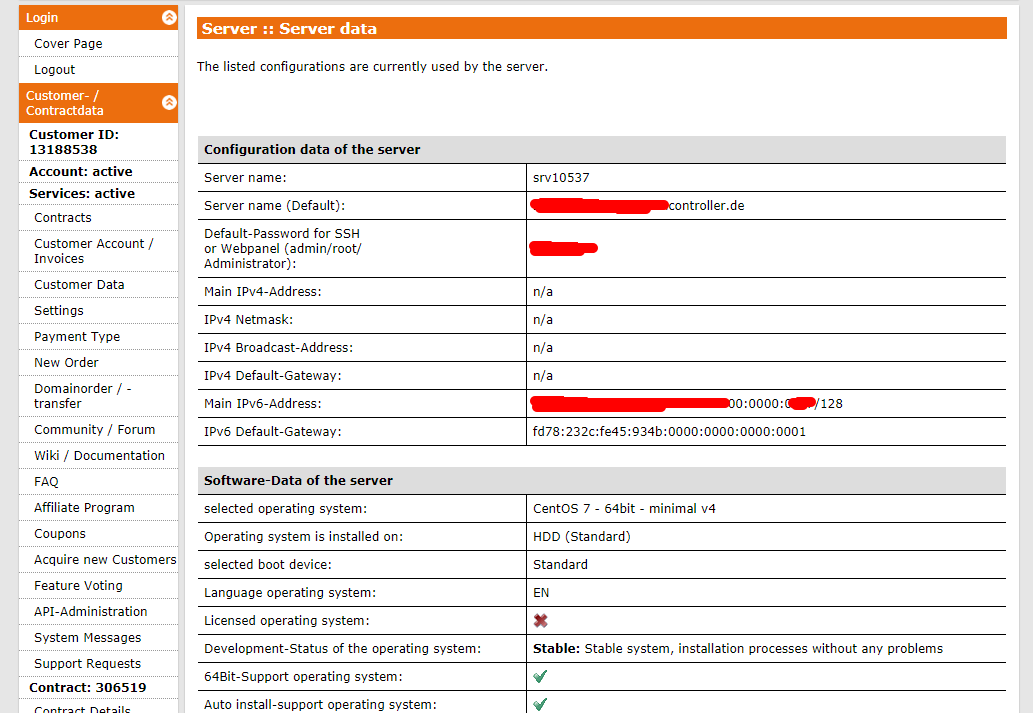 Login
Cover Page
Logout
Customer- /
Contractdata
Customer ID:
13188538
Account: active
Services: active
Contracts
Customer Account /
Invoices
Customer Data
Settings
Payment Type
New Order
Domainorder / -
transfer
Community / Forum
Wiki / Documentation
FAQ
Affiliate Program
Coupons
Acquire new Customers
Feature Voting
API-Administration
System Messages
Support Requests
Contract: 306519
Contract Details
Server :: Server data
The listed configurations are currently used by the server.
Configuration data of the server
Server name: srv10537
Server name (Default): controller.de
Default-Password for SSH
or Webpanel (admin/root/
Administrator):
Main IPv4-Address: n/a
IPv4 Netmask: n/a
IPv4 Broadcast-Address: n/a
IPv4 Default-Gateway: n/a
Main IPv6-Address: 00:0000: /128
IPv6 Default-Gateway: fd78:232c:fe45:934b:0000:0000:0000:0001
Software-Data of the server
selected operating system: CentOS 7 - 64bit - minimal v4
Operating system is installed on: HDD (Standard)
selected boot device: Standard
Language operating system: EN
Licensed operating system:
Development-Status of the operating system: Stable: Stable system, installation processes without any problems
64Bit-Support operating system:
Auto install-support operating system: